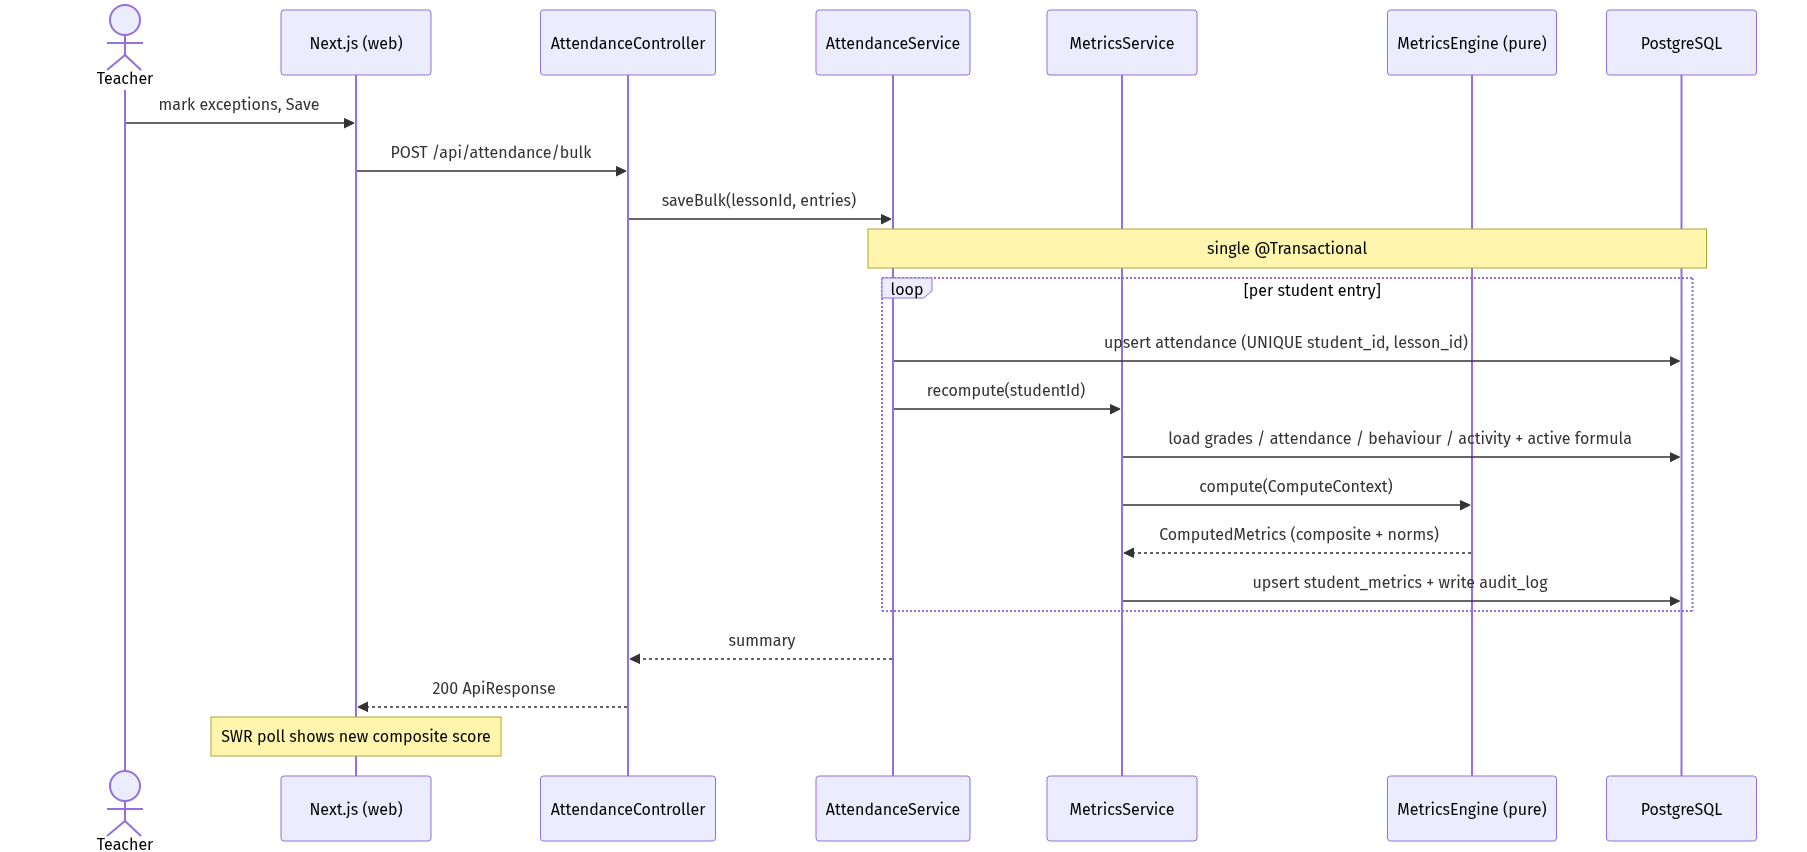 Teacher
Next.js (web)
AttendanceController
AttendanceService
MetricsService
MetricsEngine (pure)
PostgreSQL
mark exceptions, Save
POST /api/attendance/bulk
saveBulk(lessonId, entries)
single @Transactional
loop
[per student entry]
upsert attendance (UNIQUE student_id, lesson_id)
recompute(studentId)
load grades / attendance / behaviour / activity + active formula
compute(ComputeContext)
ComputedMetrics (composite + norms)
upsert student_metrics + write audit_log
summary
200 ApiResponse
SWR poll shows new composite score
Teacher
Next.js (web)
AttendanceController
AttendanceService
MetricsService
MetricsEngine (pure)
PostgreSQL